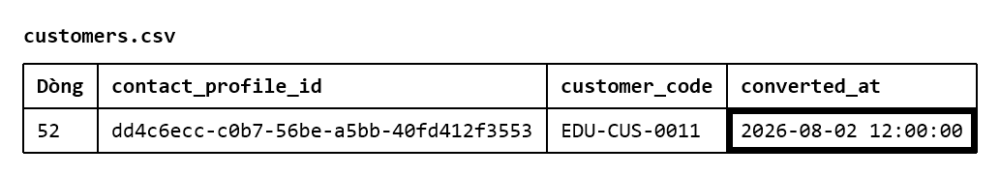 customers.csv
Dòng contact_profile_id customer_code converted_at
52 dd4c6ecc-c0b7-56be-a5bb-40fd412f3553 EDU-CUS-0011 2026-08-02 12:00:00